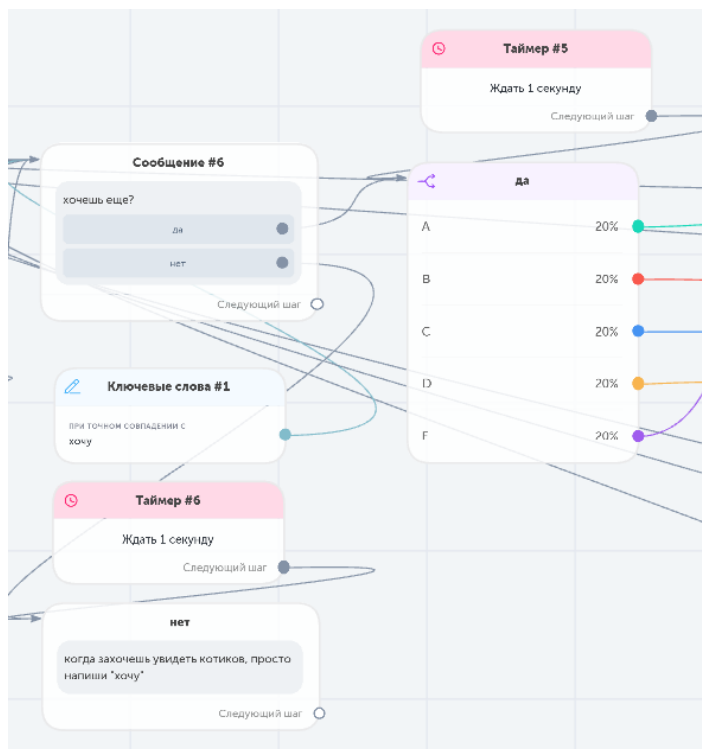 Таймер #5
Ждать 1 секунду
Следующий шаг
Сообщение #6
хочешь еще?
да
нет
Следующий шаг
да
A 20%
B 20%
C 20%
D 20%
E 20%
Ключевые слова #1
ПРИ ТОЧНОМ СОВПАДЕНИИ С
хочу
Таймер #6
Ждать 1 секунду
Следующий шаг
нет
когда захочешь увидеть котиков, просто
напиши "хочу"
Следующий шаг